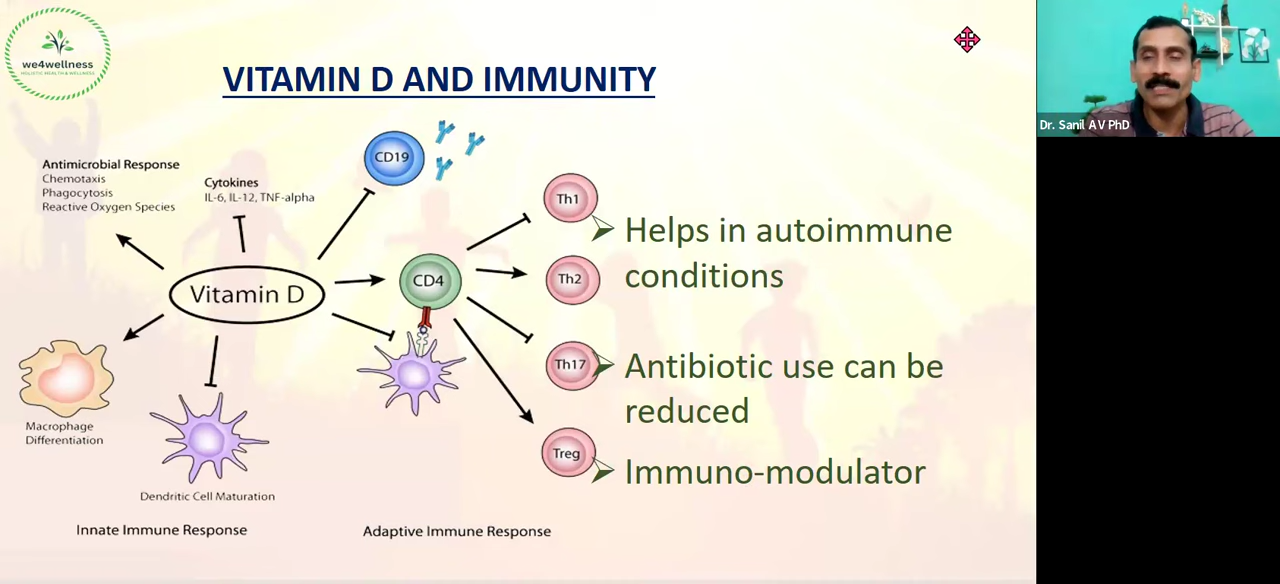 we4wellness
HOLISTIC HEALTH & WELLNESS
VITAMIN D AND IMMUNITY
Dr. Sanil A V PhD
Antimicrobial Response
Chemotaxis
Phagocytosis
Reactive Oxygen Species
Cytokines
IL-6, IL-12, TNF-alpha
CD19
Th1
Helps in autoimmune
conditions
Vitamin D
CD4
Th2
Th17
Antibiotic use can be
reduced
Macrophage
Differentiation
Treg
Immuno-modulator
Dendritic Cell Maturation
Innate Immune Response
Adaptive Immune Response